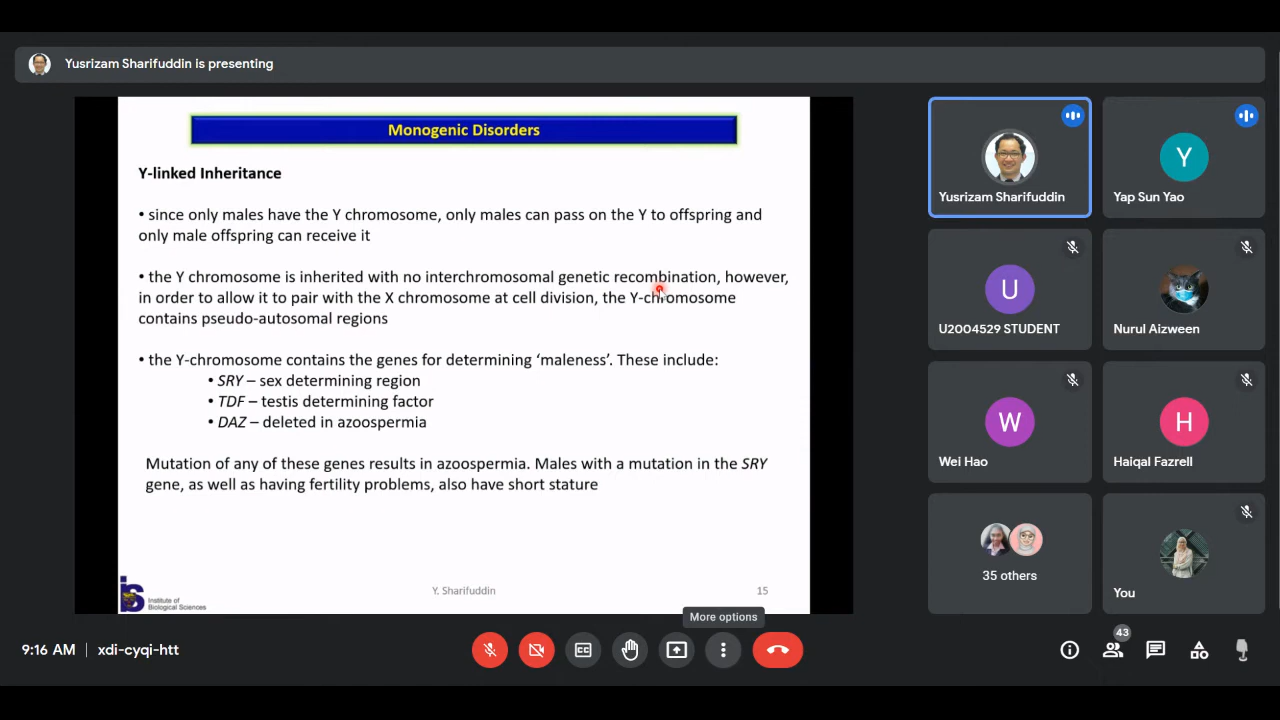 Yusrizam Sharifuddin is presenting
Monogenic Disorders
Y-linked Inheritance
• since only males have the Y chromosome, only males can pass on the Y to offspring and
only male offspring can receive it
• the Y chromosome is inherited with no interchromosomal genetic recombination, however,
in order to allow it to pair with the X chromosome at cell division, the Y-chromosome
contains pseudo-autosomal regions
• the Y-chromosome contains the genes for determining ‘maleness’. These include:
• SRY – sex determining region
• TDF – testis determining factor
• DAZ – deleted in azoospermia
Mutation of any of these genes results in azoospermia. Males with a mutation in the SRY
gene, as well as having fertility problems, also have short stature
Institute of
Biological Sciences
Y. Sharifuddin
15
Yusrizam Sharifuddin
Y
Yap Sun Yao
U
U2004529 STUDENT
Nurul Aizween
W
Wei Hao
H
Haiqal Fazrell
35 others
You
More options
9:16 AM
xdi-cyqi-htt
CC
43